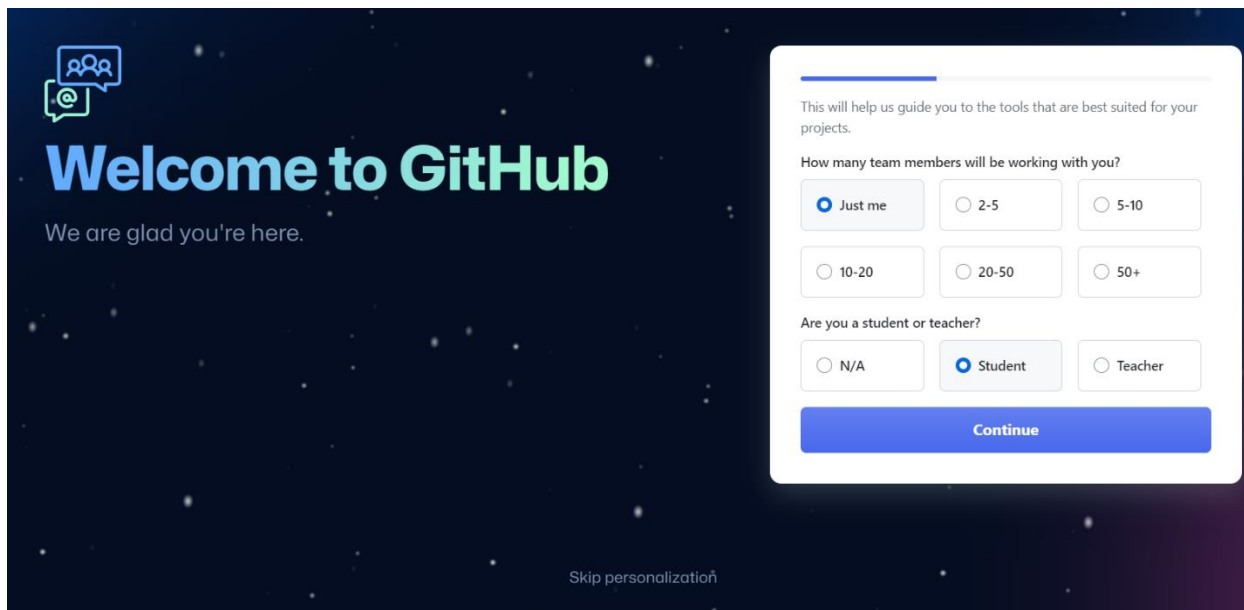 @
Welcome to GitHub
We are glad you're here.
This will help us guide you to the tools that are best suited for your
projects.
How many team members will be working with you?
Just me
2-5
5-10
10-20
20-50
50+
Are you a student or teacher?
N/A
Student
Teacher
Continue
Skip personalization